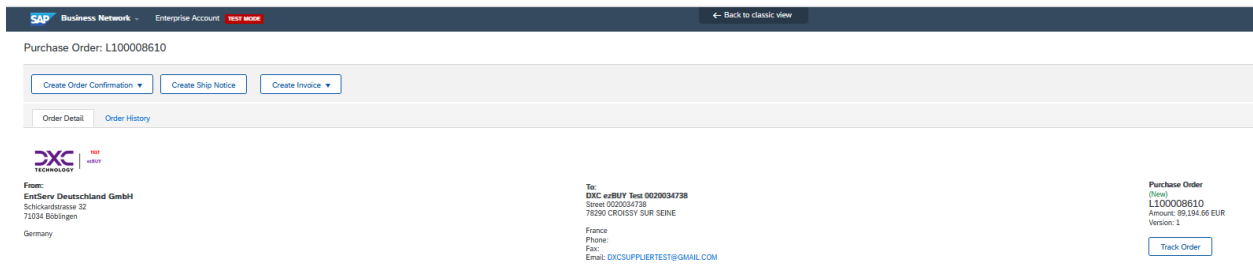 SAP Business Network Enterprise Account TEST MODE ← Back to classic view
Purchase Order: L100008610
Create Order Confirmation ▼ Create Ship Notice Create Invoice ▼
Order Detail Order History
DXC TECHNOLOGY
TEST
ezBUY
From:
EntServ Deutschland GmbH
Schickardstrasse 32
71034 Böblingen
Germany
To:
DXC ezBUY Test 0020034738
Street 0020034738
78290 CROISSY SUR SEINE
France
Phone:
Fax:
Email: DXCSUPPLIERTEST@GMAIL.COM
Purchase Order
(New)
L100008610
Amount: 89,194.66 EUR
Version: 1
Track Order